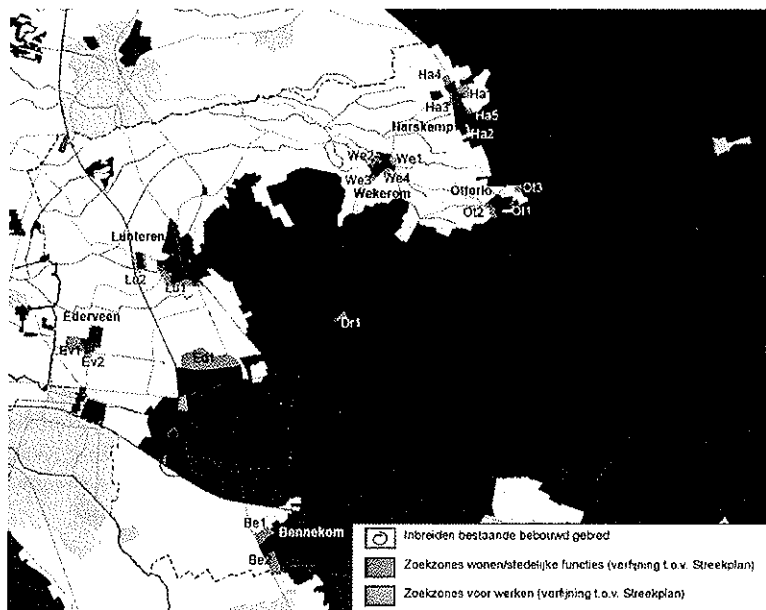 Ha4
Ha
Ha3
Ha5
Harskamp
Ha2
We2
We1
We3
We4
Wekerom
Otterlo
Ot3
Ot2
Ot1
Lunteren
Lu2
Lu1
Ederveen
Ev1
Ev2
Ed1
Dr1
Be1
Bennekom
Be2
Inbreiden bestaande bebouwd gebied
Zoekzones wonen/stedelijke functies (verfijning t.o.v. Streekplan)
Zoekzones voor werken (verfijning t.o.v. Streekplan)